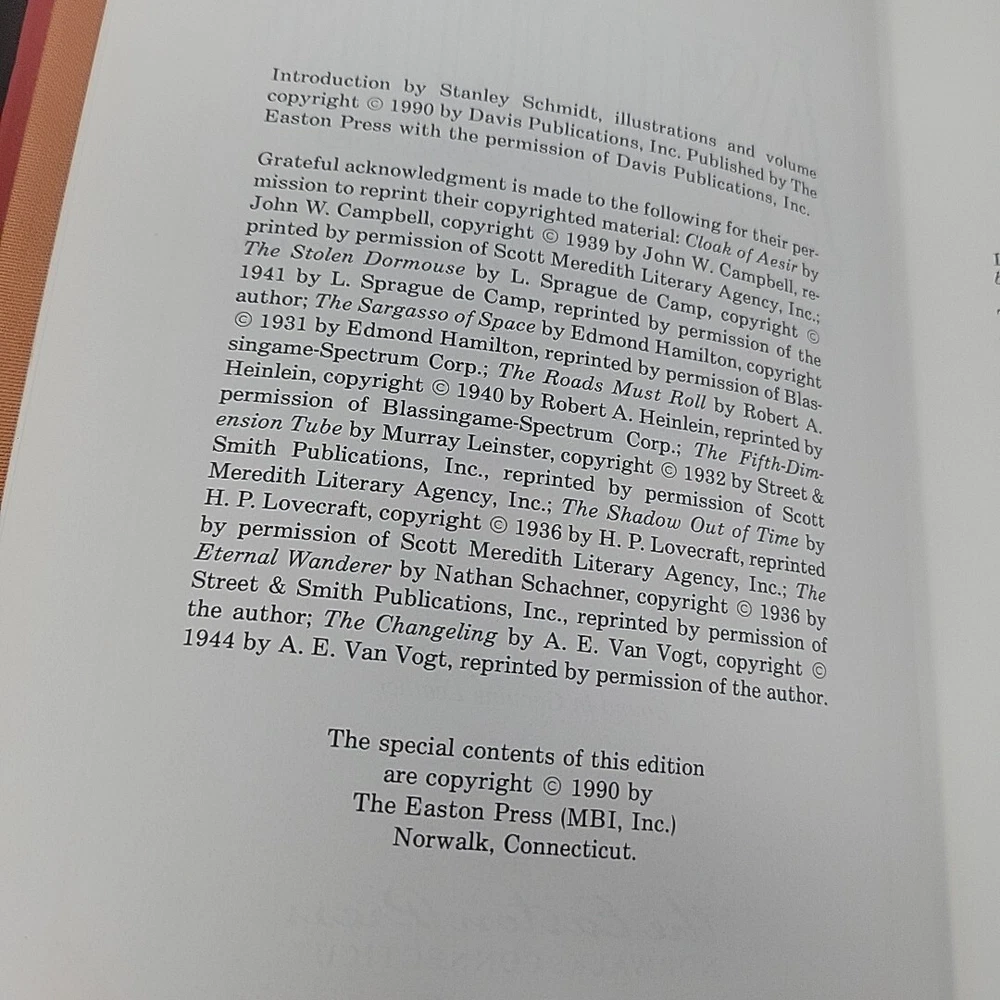 Introduction by Stanley Schmidt, illustrations and volume
copyright © 1990 by Davis Publications, Inc. Published by The
Easton Press with the permission of Davis Publications, Inc.
Grateful acknowledgment is made to the following for their per-
mission to reprint their copyrighted material: Cloak of Aesir by
John W. Campbell, copyright © 1939 by John W. Campbell, re-
printed by permission of Scott Meredith Literary Agency, Inc.;
The Stolen Dormouse by L. Sprague de Camp, copyright ©
1941 by L. Sprague de Camp, reprinted by permission of the
author; The Sargasso of Space by Edmond Hamilton, copyright
© 1931 by Edmond Hamilton, reprinted by permission of Blas-
singame-Spectrum Corp.; The Roads Must Roll by Robert A.
Heinlein, copyright © 1940 by Robert A. Heinlein, reprinted by
permission of Blassingame-Spectrum Corp.; The Fifth-Dim-
ension Tube by Murray Leinster, copyright © 1932 by Street &
Smith Publications, Inc., reprinted by permission of Scott
Meredith Literary Agency, Inc.; The Shadow Out of Time by
H. P. Lovecraft, copyright © 1936 by H. P. Lovecraft, reprinted
by permission of Scott Meredith Literary Agency, Inc.; The
Eternal Wanderer by Nathan Schachner, copyright © 1936 by
Street & Smith Publications, Inc., reprinted by permission of
the author; The Changeling by A. E. Van Vogt, copyright ©
1944 by A. E. Van Vogt, reprinted by permission of the author.
The special contents of this edition
are copyright © 1990 by
The Easton Press (MBI, Inc.)
Norwalk, Connecticut.